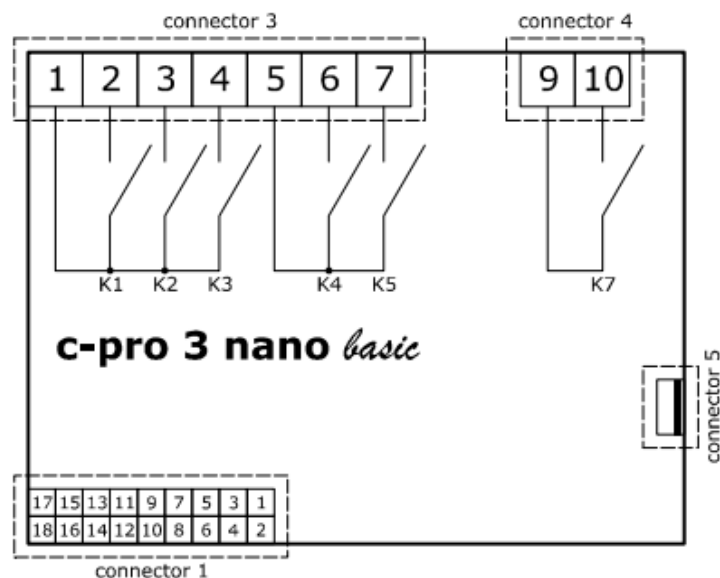 connector 3 connector 4
1 2 3 4 5 6 7 9 10
K1 K2 K3 K4 K5 K7
c-pro 3 nano basic
connector 5
17 15 13 11 9 7 5 3 1
18 16 14 12 10 8 6 4 2
connector 1